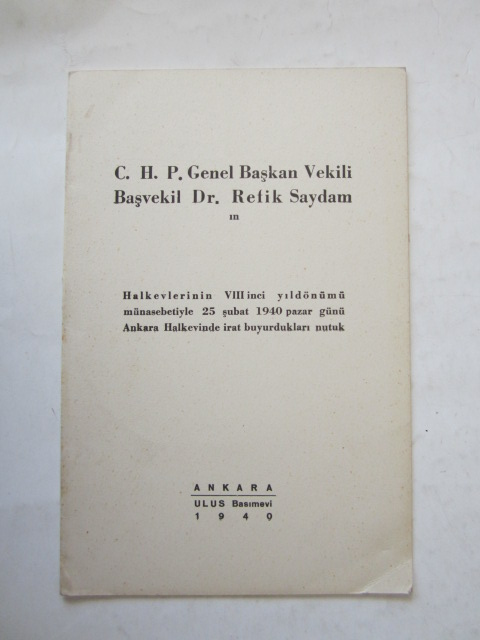 C. H. P. Genel Başkan Vekili
Başvekil Dr. Refik Saydam
ın
Halkevlerinin VIII inci yıldönümü
münasebetiyle 25 şubat 1940 pazar günü
Ankara Halkevinde irat buyurdukları nutuk
ANKARA
ULUS Basımevi
1940